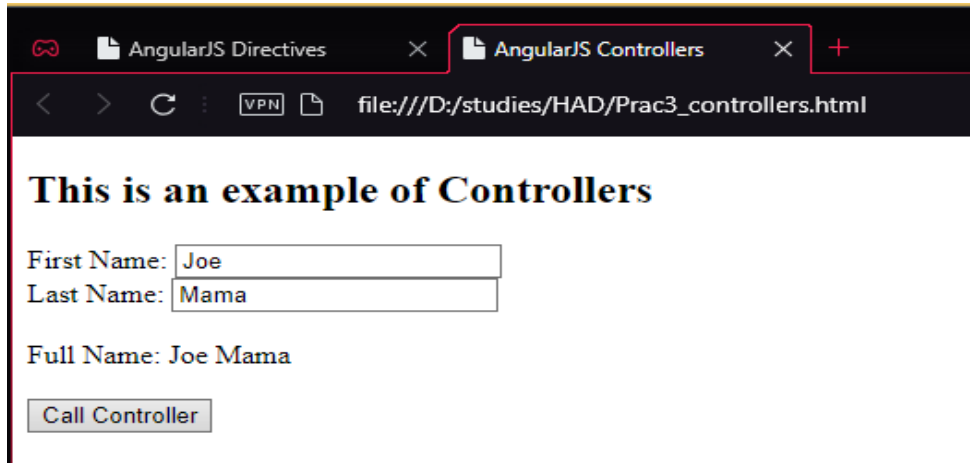 AngularJS Directives
AngularJS Controllers
VPN
file:///D:/studies/HAD/Prac3_controllers.html
This is an example of Controllers
First Name: Joe
Last Name: Mama
Full Name: Joe Mama
Call Controller